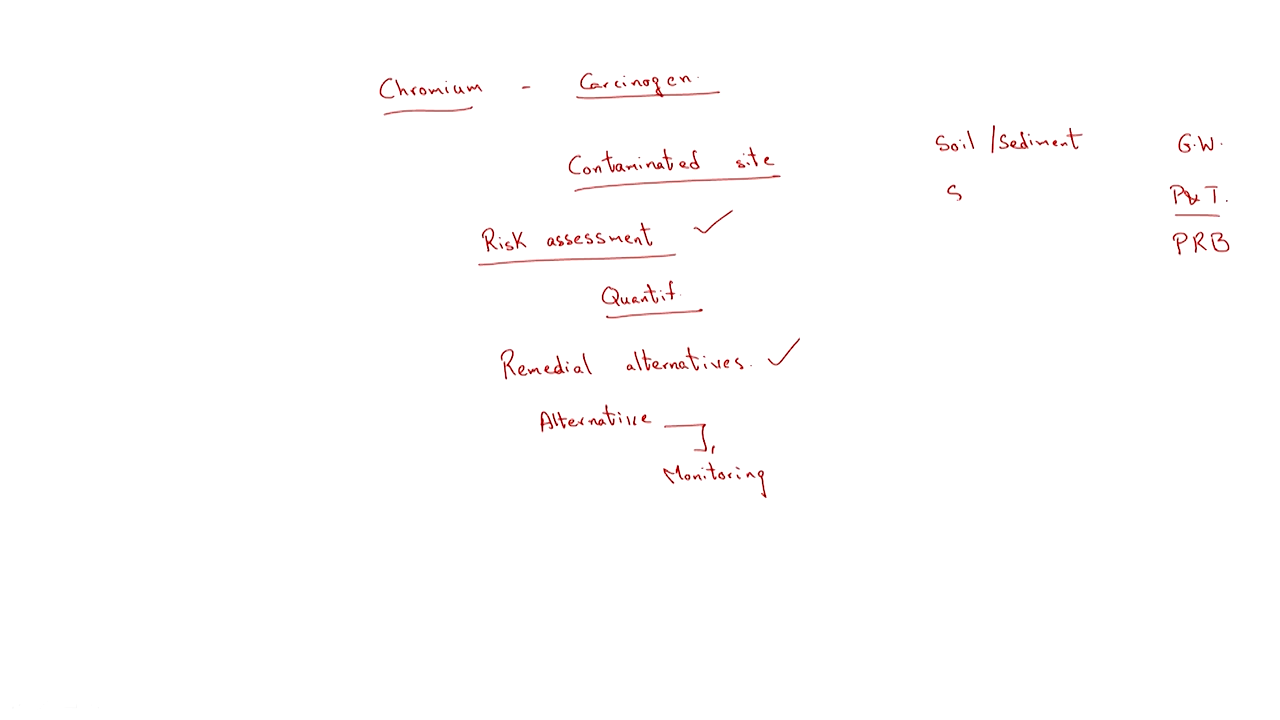 Chromium - Carcinogen.
Contaminated site
Risk assessment ✓
Quantif.
Remedial alternatives. ✓
Alternative
Monitoring
Soil / Sediment G.W.
S P&T.
PRB